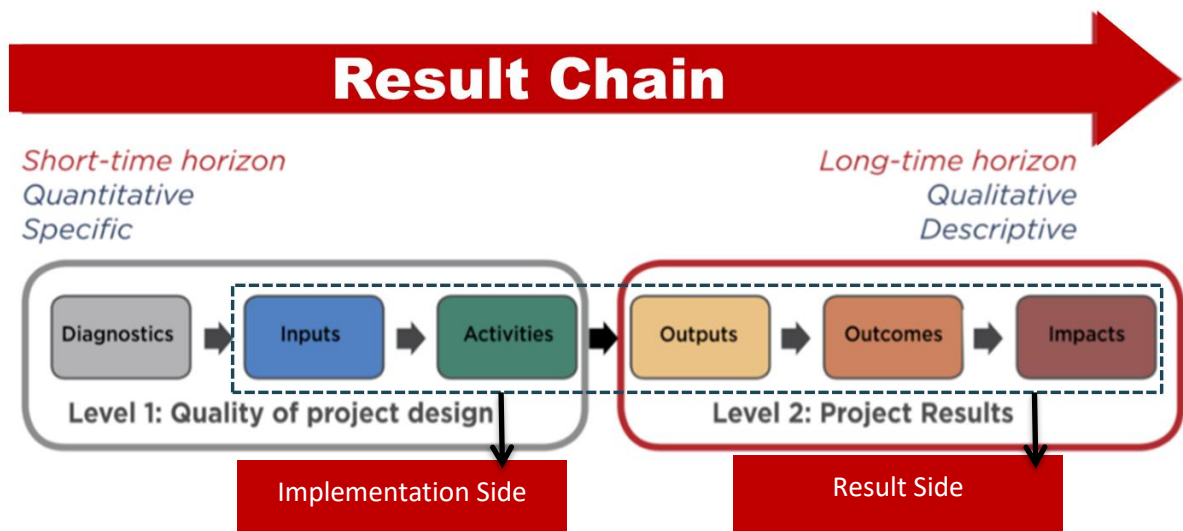 Result Chain
Short-time horizon
Quantitative
Specific
Long-time horizon
Qualitative
Descriptive
Diagnostics
Inputs
Activities
Outputs
Outcomes
Impacts
Level 1: Quality of project design
Level 2: Project Results
Implementation Side
Result Side